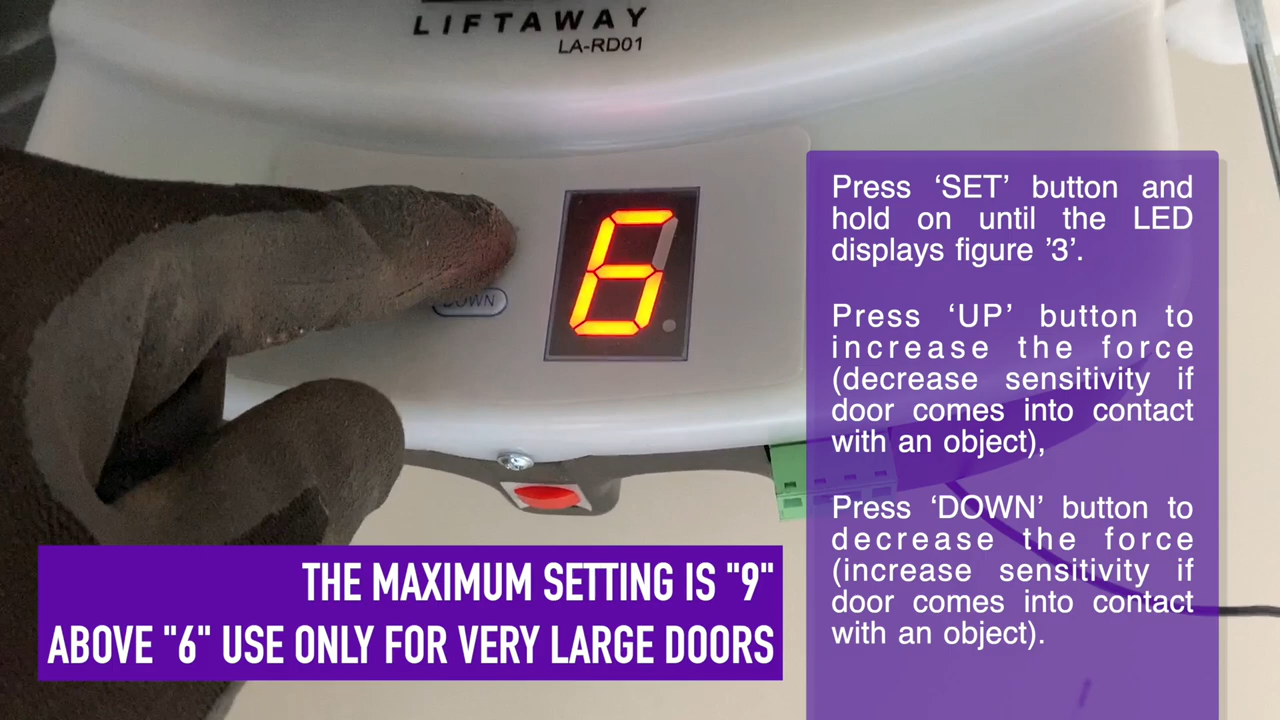 LIFTAWAY
LA-RD01
6
DOWN
Press ‘SET’ button and
hold on until the LED
displays figure ’3’.
Press ‘UP’ button to
increase the force
(decrease sensitivity if
door comes into contact
with an object),
Press ‘DOWN’ button to
decrease the force
(increase sensitivity if
door comes into contact
with an object).
THE MAXIMUM SETTING IS "9"
ABOVE "6" USE ONLY FOR VERY LARGE DOORS